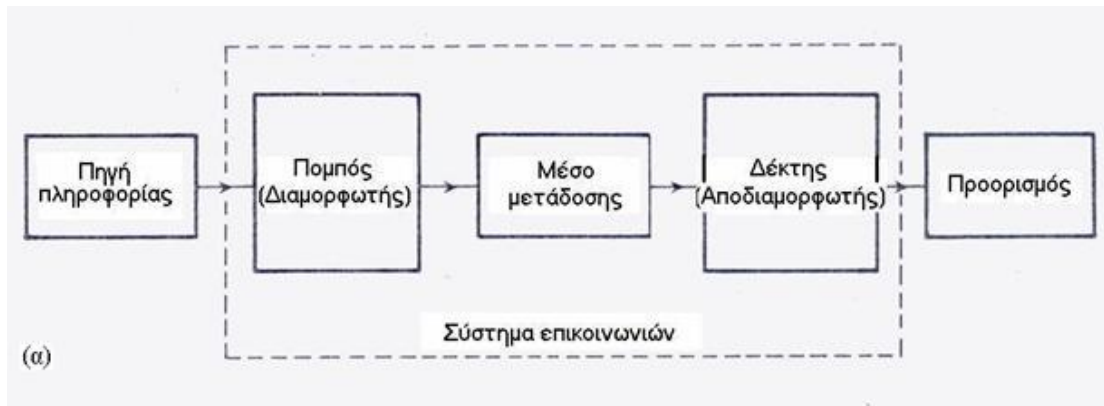 Πηγή
πληροφορίας
Πομπός
(Διαμορφωτής)
Μέσο
μετάδοσης
Δέκτης
(Αποδιαμορφωτής)
Προορισμός
Σύστημα επικοινωνιών
(α)